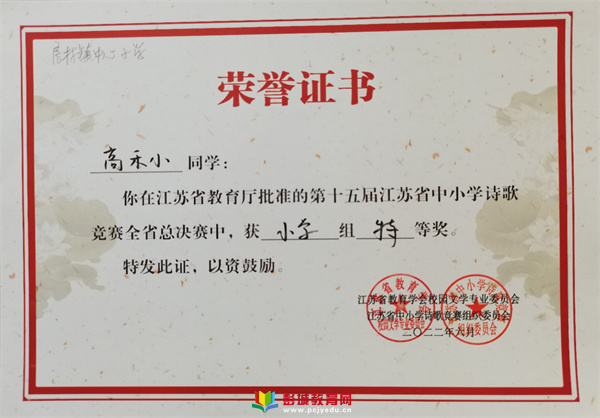 荣誉证书
高禾小同学：
你在江苏省教育厅批准的第十五届江苏省中小学诗歌
竞赛全省总决赛中，获小学组特等奖。
特发此证，以资鼓励。
江苏省教育学会校园文学专业委员会
江苏省中小学诗歌竞赛组织委员会
二〇二二年六月
彭城教育网
www.pcjyedu.cn